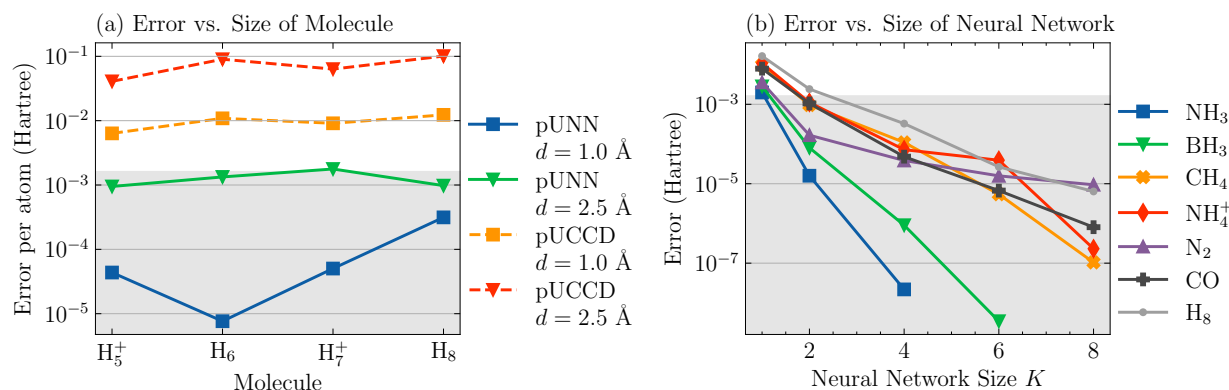 (a) Error vs. Size of Molecule
Error per atom (Hartree)
10⁻¹
10⁻²
10⁻³
10⁻⁴
10⁻⁵
H₅⁺
H₆
H₇⁺
H₈
Molecule
pUNN
d = 1.0 Å
pUNN
d = 2.5 Å
pUCCD
d = 1.0 Å
pUCCD
d = 2.5 Å
(b) Error vs. Size of Neural Network
Error (Hartree)
10⁻³
10⁻⁵
10⁻⁷
2
4
6
8
Neural Network Size K
NH₃
BH₃
CH₄
NH₄⁺
N₂
CO
H₈